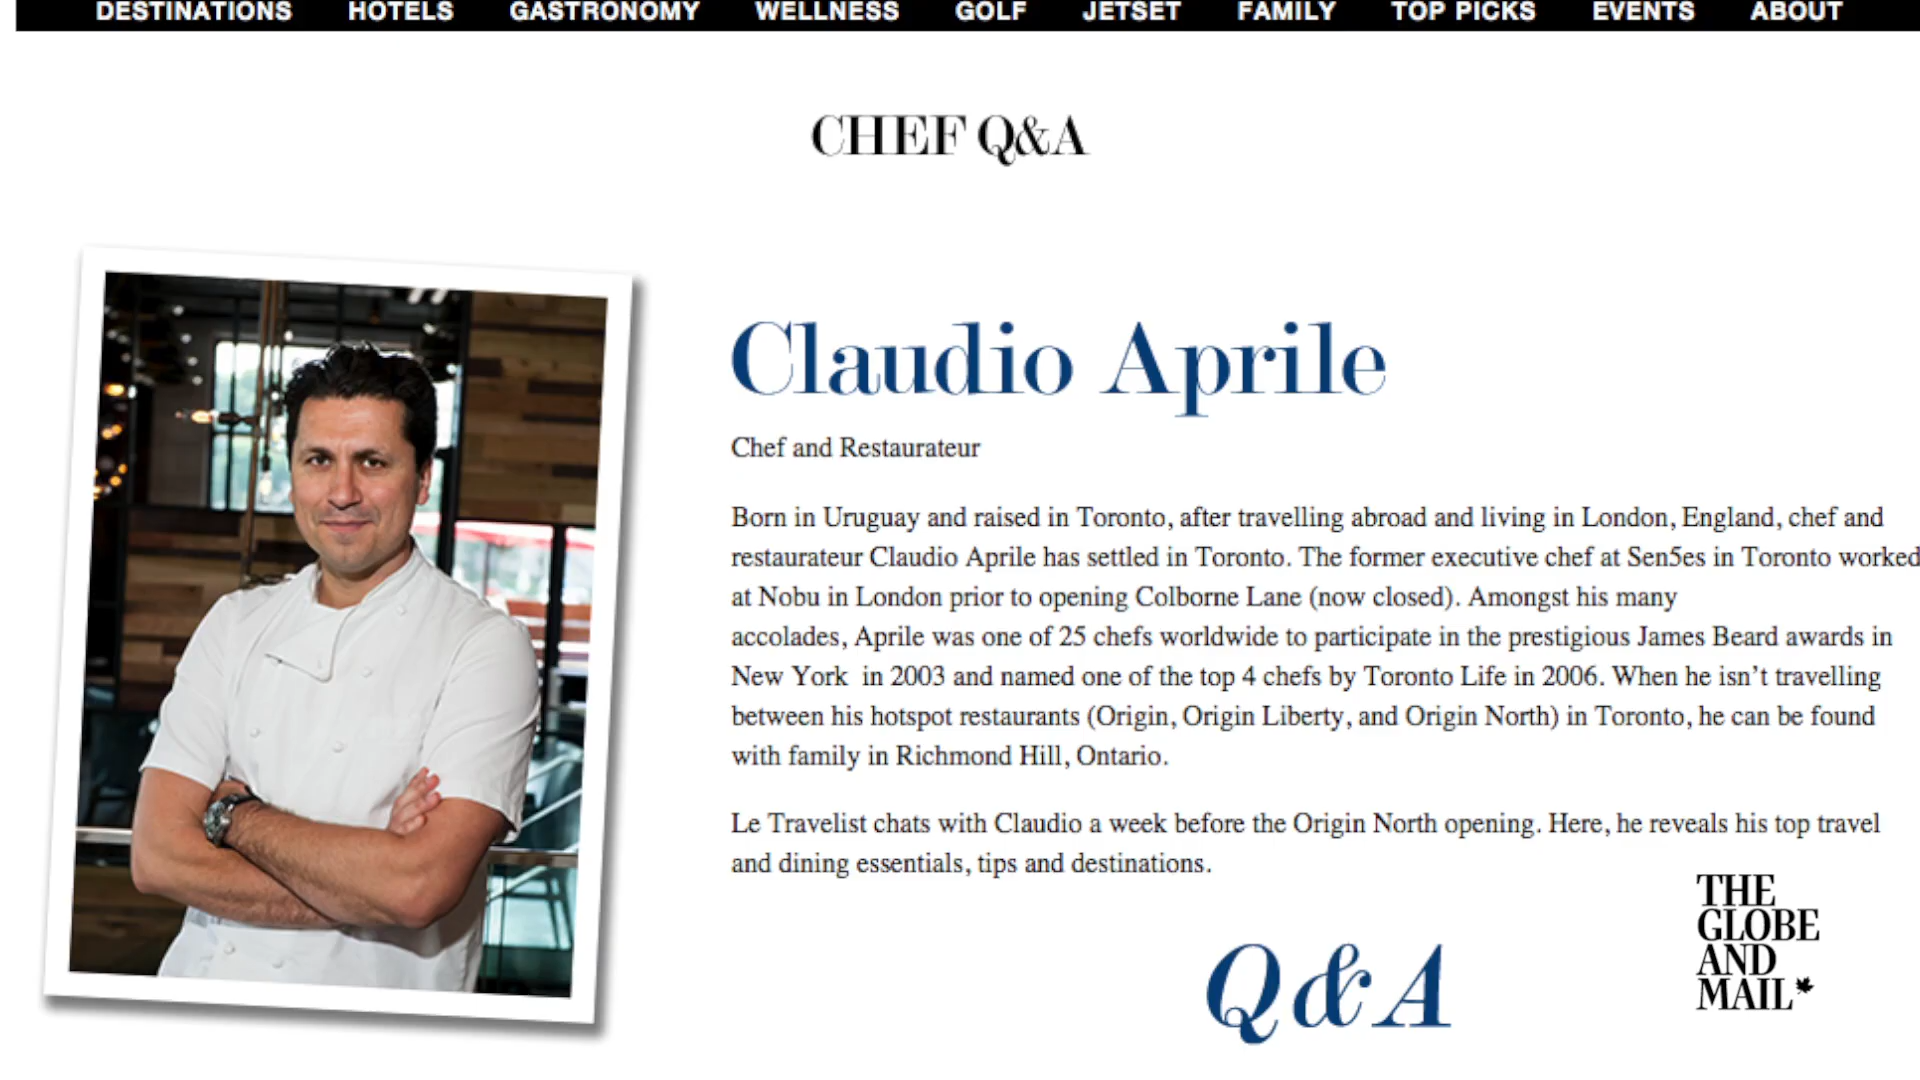 DESTINATIONS HOTELS GASTRONOMY WELLNESS GOLF JETSET FAMILY TOP PICKS EVENTS ABOUT
CHEF Q&A
Claudio Aprile
Chef and Restaurateur
Born in Uruguay and raised in Toronto, after travelling abroad and living in London, England, chef and
restaurateur Claudio Aprile has settled in Toronto. The former executive chef at Sen5es in Toronto worked
at Nobu in London prior to opening Colborne Lane (now closed). Amongst his many
accolades, Aprile was one of 25 chefs worldwide to participate in the prestigious James Beard awards in
New York in 2003 and named one of the top 4 chefs by Toronto Life in 2006. When he isn't travelling
between his hotspot restaurants (Origin, Origin Liberty, and Origin North) in Toronto, he can be found
with family in Richmond Hill, Ontario.
Le Travelist chats with Claudio a week before the Origin North opening. Here, he reveals his top travel
and dining essentials, tips and destinations.
Q&A
THE
GLOBE
AND
MAIL